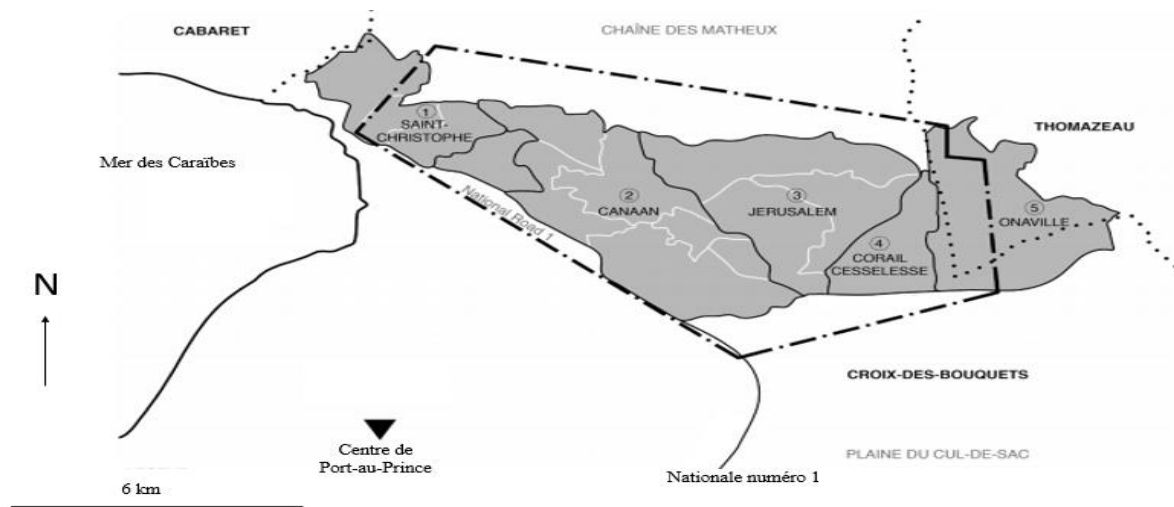 CABARET
CHAÎNE DES MATHEUX
①
SAINT-
CHRISTOPHE
THOMAZEAU
Mer des Caraïbes
National Road 1
②
CANAAN
③
JERUSALEM
④
CORAIL
CESSELESSE
⑤
ONAVILLE
N
CROIX-DES-BOUQUETS
Centre de
Port-au-Prince
PLAINE DU CUL-DE-SAC
Nationale numéro 1
6 km